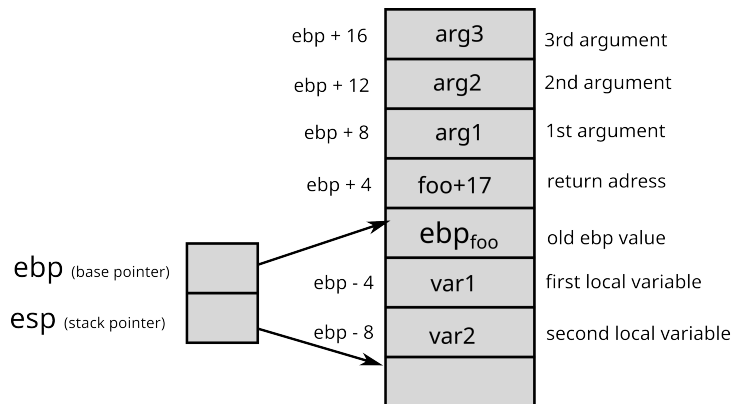 ebp + 16 arg3 3rd argument
ebp + 12 arg2 2nd argument
ebp + 8 arg1 1st argument
ebp + 4 foo+17 return adress
ebpfoo old ebp value
ebp (base pointer) ebp - 4 var1 first local variable
esp (stack pointer) ebp - 8 var2 second local variable